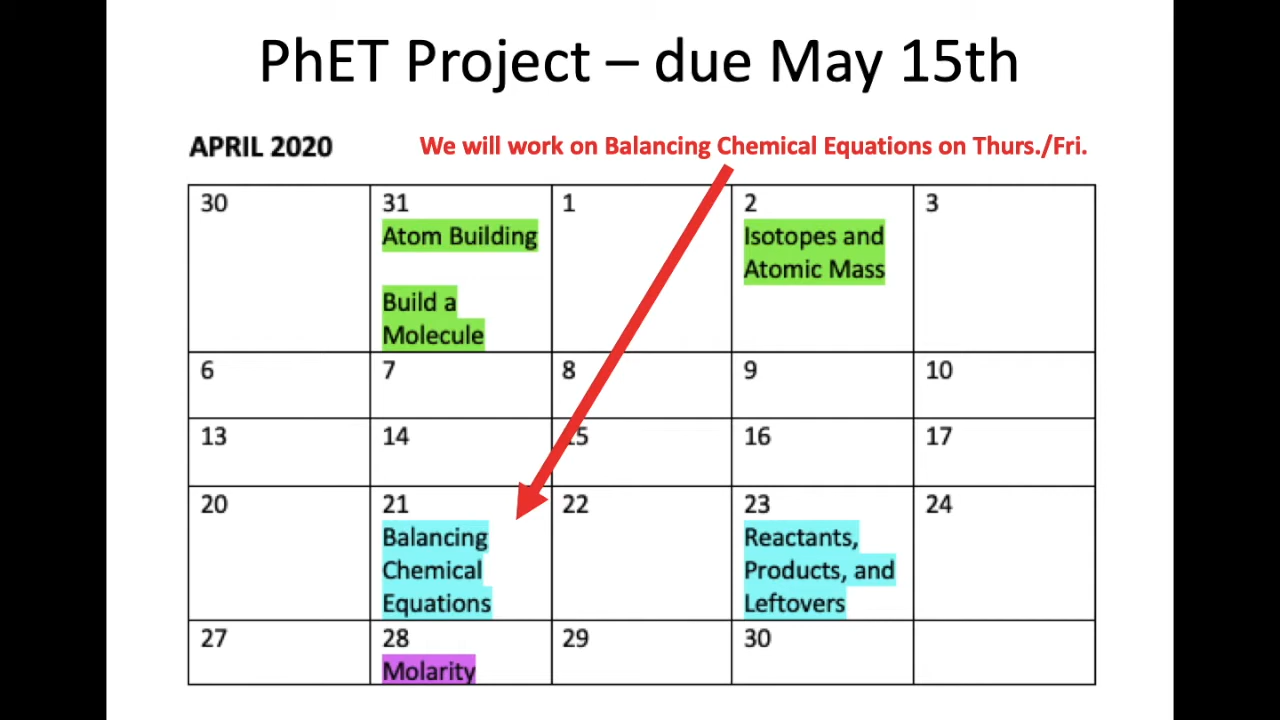 PhET Project – due May 15th
APRIL 2020
We will work on Balancing Chemical Equations on Thurs./Fri.
30
31
Atom Building
Build a
Molecule
1
2
Isotopes and
Atomic Mass
3
6
7
8
9
10
13
14
15
16
17
20
21
Balancing
Chemical
Equations
22
23
Reactants,
Products, and
Leftovers
24
27
28
Molarity
29
30